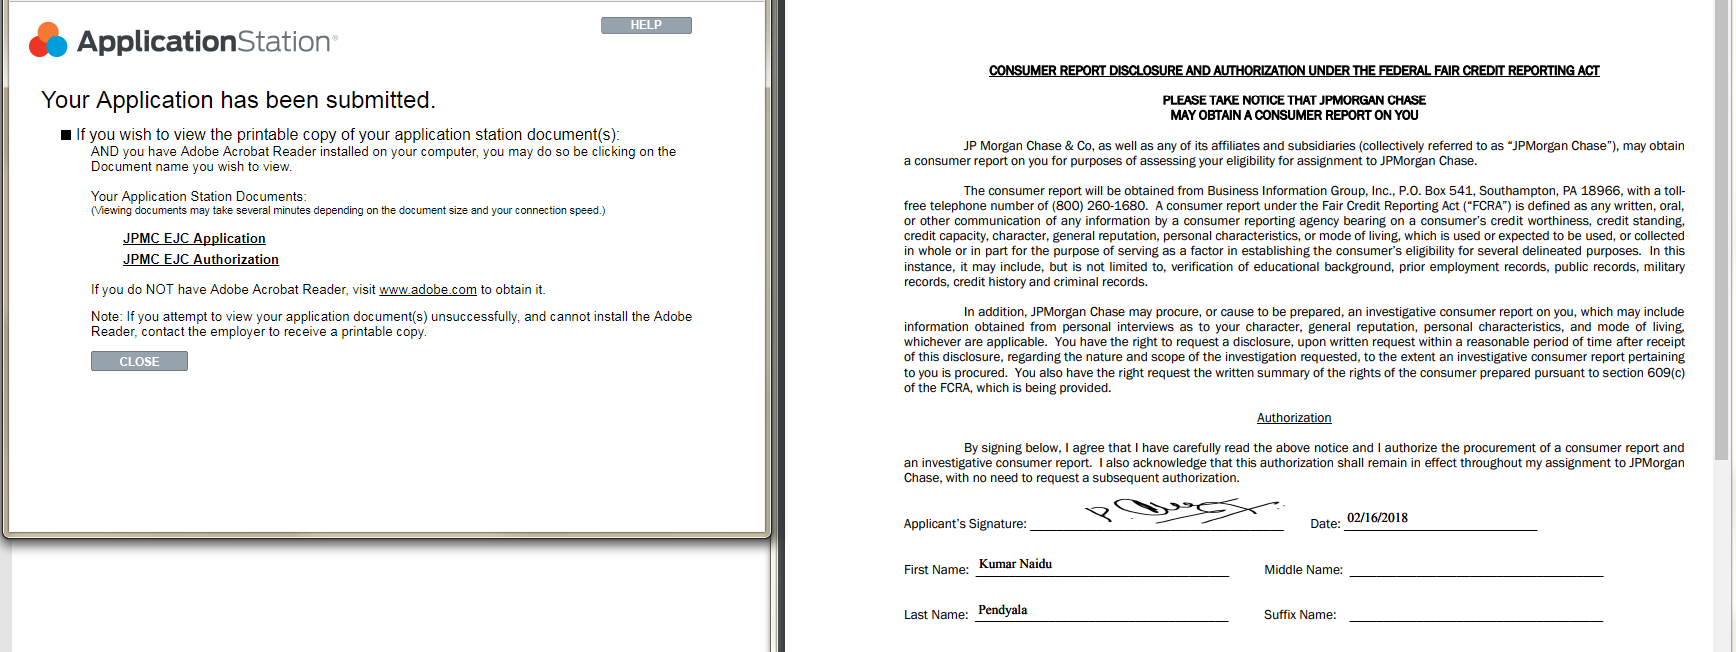 HELP
ApplicationStation®
Your Application has been submitted.
■ If you wish to view the printable copy of your application station document(s):
AND you have Adobe Acrobat Reader installed on your computer, you may do so be clicking on the
Document name you wish to view.
Your Application Station Documents:
(Viewing documents may take several minutes depending on the document size and your connection speed.)
JPMC EJC Application
JPMC EJC Authorization
If you do NOT have Adobe Acrobat Reader, visit www.adobe.com to obtain it.
Note: If you attempt to view your application document(s) unsuccessfully, and cannot install the Adobe
Reader, contact the employer to receive a printable copy.
CLOSE
CONSUMER REPORT DISCLOSURE AND AUTHORIZATION UNDER THE FEDERAL FAIR CREDIT REPORTING ACT
PLEASE TAKE NOTICE THAT JPMORGAN CHASE
MAY OBTAIN A CONSUMER REPORT ON YOU
JP Morgan Chase & Co, as well as any of its affiliates and subsidiaries (collectively referred to as “JPMorgan Chase”), may obtain
a consumer report on you for purposes of assessing your eligibility for assignment to JPMorgan Chase.
The consumer report will be obtained from Business Information Group, Inc., P.O. Box 541, Southampton, PA 18966, with a toll-
free telephone number of (800) 260-1680. A consumer report under the Fair Credit Reporting Act (“FCRA”) is defined as any written, oral,
or other communication of any information by a consumer reporting agency bearing on a consumer’s credit worthiness, credit standing,
credit capacity, character, general reputation, personal characteristics, or mode of living, which is used or expected to be used, or collected
in whole or in part for the purpose of serving as a factor in establishing the consumer’s eligibility for several delineated purposes. In this
instance, it may include, but is not limited to, verification of educational background, prior employment records, public records, military
records, credit history and criminal records.
In addition, JPMorgan Chase may procure, or cause to be prepared, an investigative consumer report on you, which may include
information obtained from personal interviews as to your character, general reputation, personal characteristics, and mode of living,
whichever are applicable. You have the right to request a disclosure, upon written request within a reasonable period of time after receipt
of this disclosure, regarding the nature and scope of the investigation requested, to the extent an investigative consumer report pertaining
to you is procured. You also have the right request the written summary of the rights of the consumer prepared pursuant to section 609(c)
of the FCRA, which is being provided.
Authorization
By signing below, I agree that I have carefully read the above notice and I authorize the procurement of a consumer report and
an investigative consumer report. I also acknowledge that this authorization shall remain in effect throughout my assignment to JPMorgan
Chase, with no need to request a subsequent authorization.
Applicant’s Signature: Date: 02/16/2018
First Name: Kumar Naidu Middle Name:
Last Name: Pendyala Suffix Name: